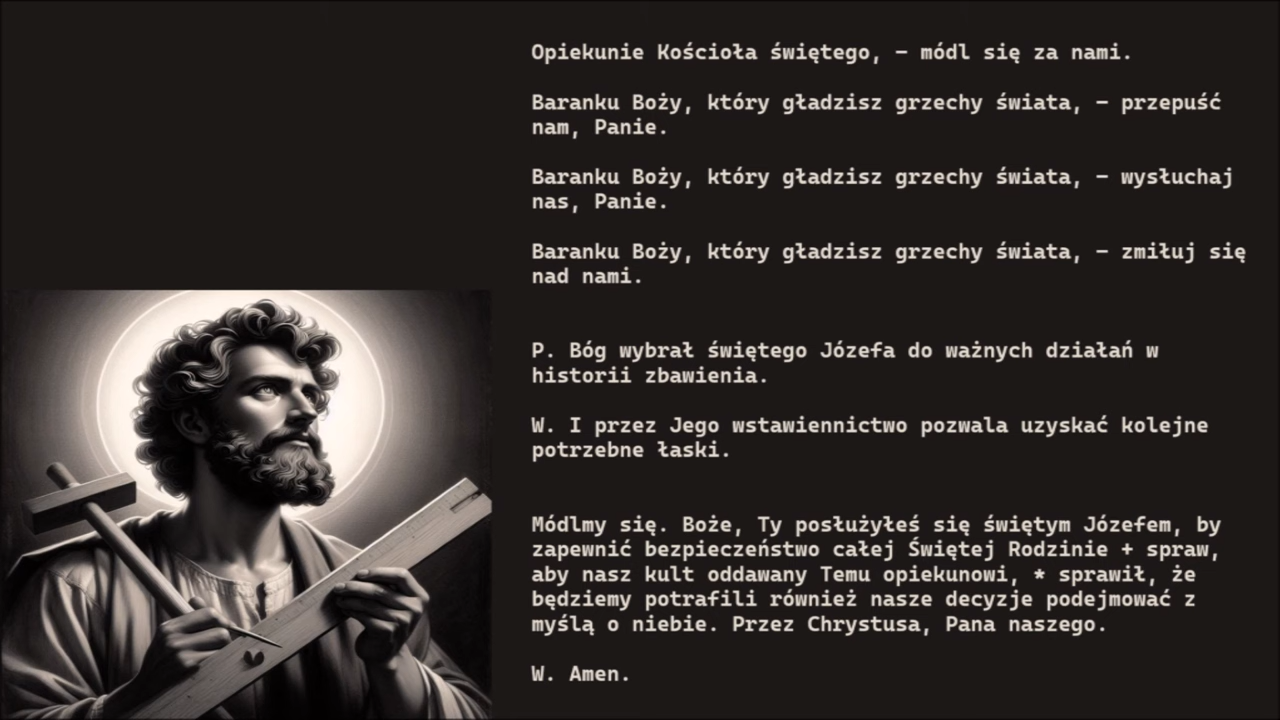 Opiekunie Kościoła świętego, – módl się za nami.
Baranku Boży, który gładzisz grzechy świata, – przepuść
nam, Panie.
Baranku Boży, który gładzisz grzechy świata, – wysłuchaj
nas, Panie.
Baranku Boży, który gładzisz grzechy świata, – zmiłuj się
nad nami.
P. Bóg wybrał świętego Józefa do ważnych działań w
historii zbawienia.
W. I przez Jego wstawiennictwo pozwala uzyskać kolejne
potrzebne łaski.
Módlmy się. Boże, Ty posłużyłeś się świętym Józefem, by
zapewnić bezpieczeństwo całej Świętej Rodzinie + spraw,
aby nasz kult oddawany Temu opiekunowi, * sprawił, że
będziemy potrafili również nasze decyzje podejmować z
myślą o niebie. Przez Chrystusa, Pana naszego.
W. Amen.